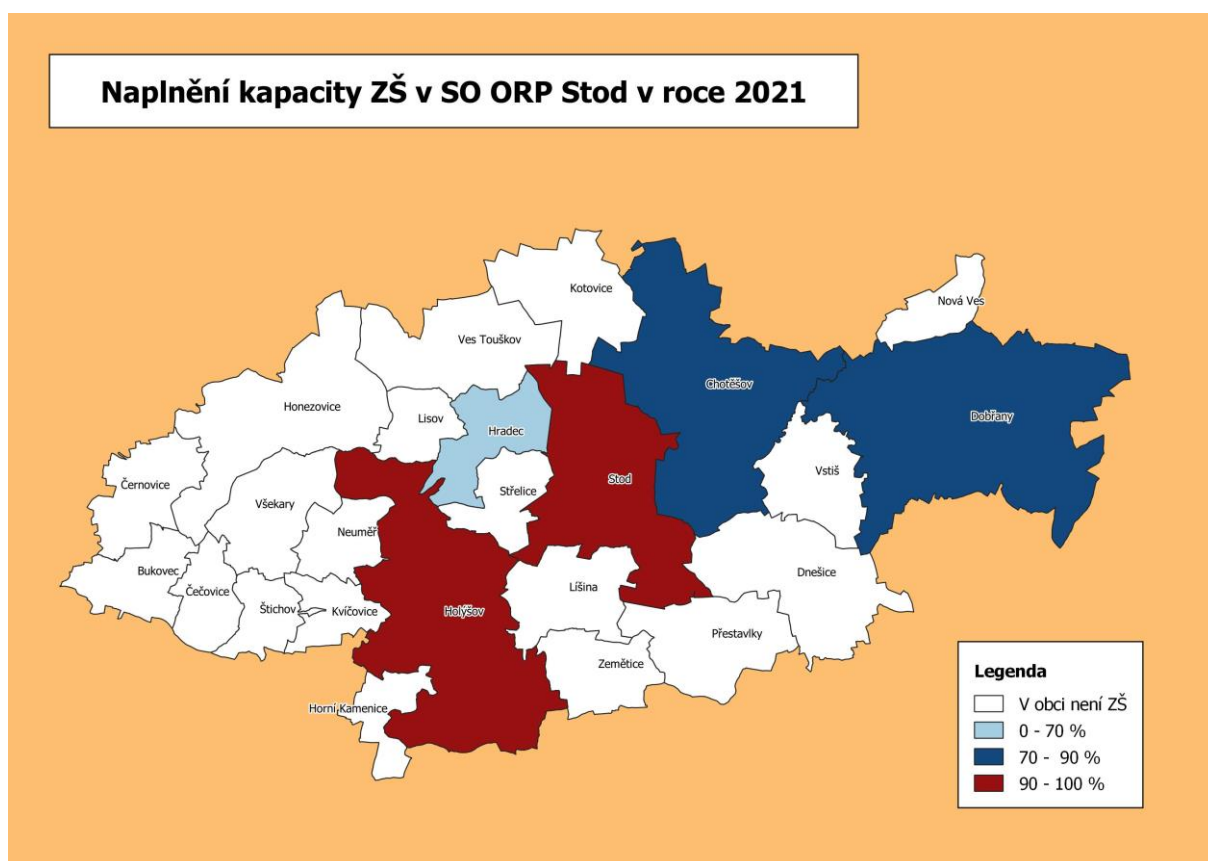 Naplnění kapacity ZŠ v SO ORP Stod v roce 2021
Kotovice
Nová Ves
Ves Touškov
Chotěšov
Honezovice
Lisov
Dobřany
Hradec
Vstiš
Stod
Černovice
Střelice
Všekary
Neuměř
Bukovec
Dnešice
Čečovice
Líšina
Štichov
Kvíčovice
Holýšov
Přestavlky
Zemětice
Horní Kamenice
Legenda
V obci není ZŠ
0 - 70 %
70 - 90 %
90 - 100 %